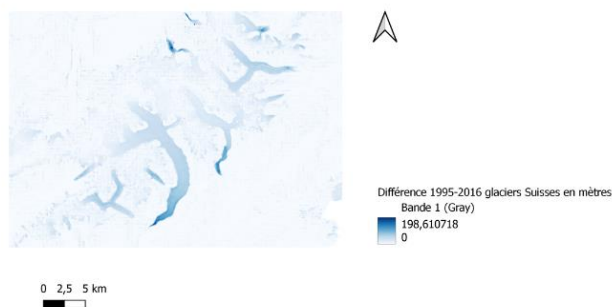 Différence 1995-2016 glaciers Suisses en mètres
Bande 1 (Gray)
198,610718
0
0 2,5 5 km